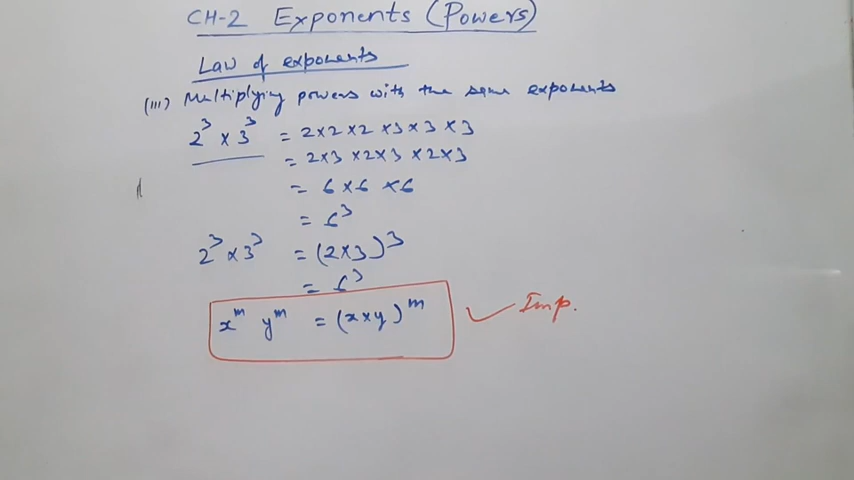 CH-2 Exponents (Powers)
Law of exponents
(iii) Multiplying powers with the same exponents
2³ × 3³ = 2×2×2×3×3×3
= 2×3×2×3×2×3
= 6×6×6
= 6³
2³×3³ = (2×3)³
= 6³
xᵐ yᵐ = (x×y)ᵐ ✓ Imp.